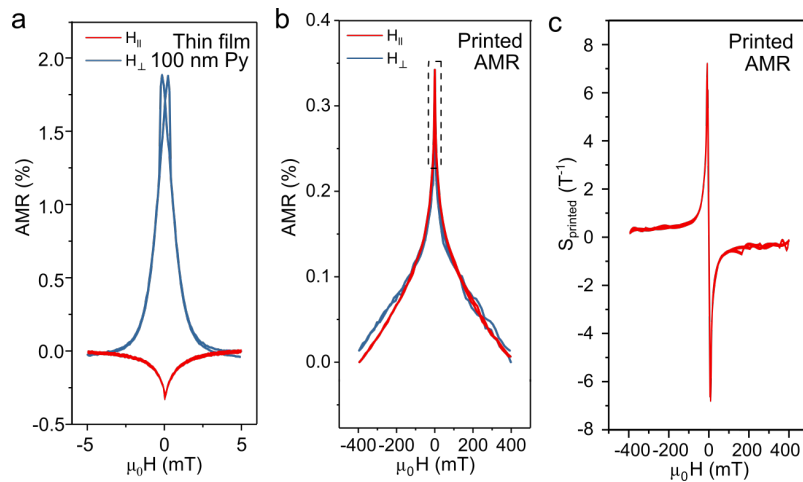 a
H∥ Thin film
H⊥ 100 nm Py
AMR (%)
2.0
1.5
1.0
0.5
0.0
-0.5
-5 0 5
μ0H (mT)
b
H∥ Printed
H⊥ AMR
AMR (%)
0.4
0.3
0.2
0.1
0.0
-400 -200 0 200 400
μ0H (mT)
c
Printed
AMR
Sprinted (T-1)
8
6
4
2
0
-2
-4
-6
-8
-400 -200 0 200 400
μ0H (mT)